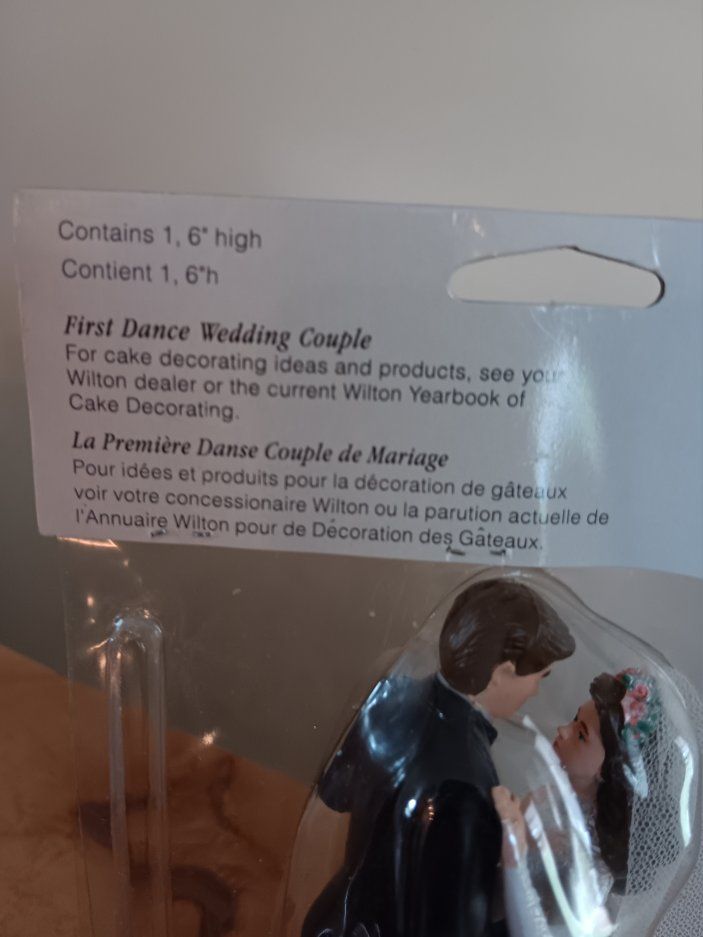 Contains 1, 6" high
Contient 1, 6"h
First Dance Wedding Couple
For cake decorating ideas and products, see your
Wilton dealer or the current Wilton Yearbook of
Cake Decorating.
La Première Danse Couple de Mariage
Pour idées et produits pour la décoration de gâteaux
voir votre concessionaire Wilton ou la parution actuelle de
l'Annuaire Wilton pour de Décoration des Gâteaux.